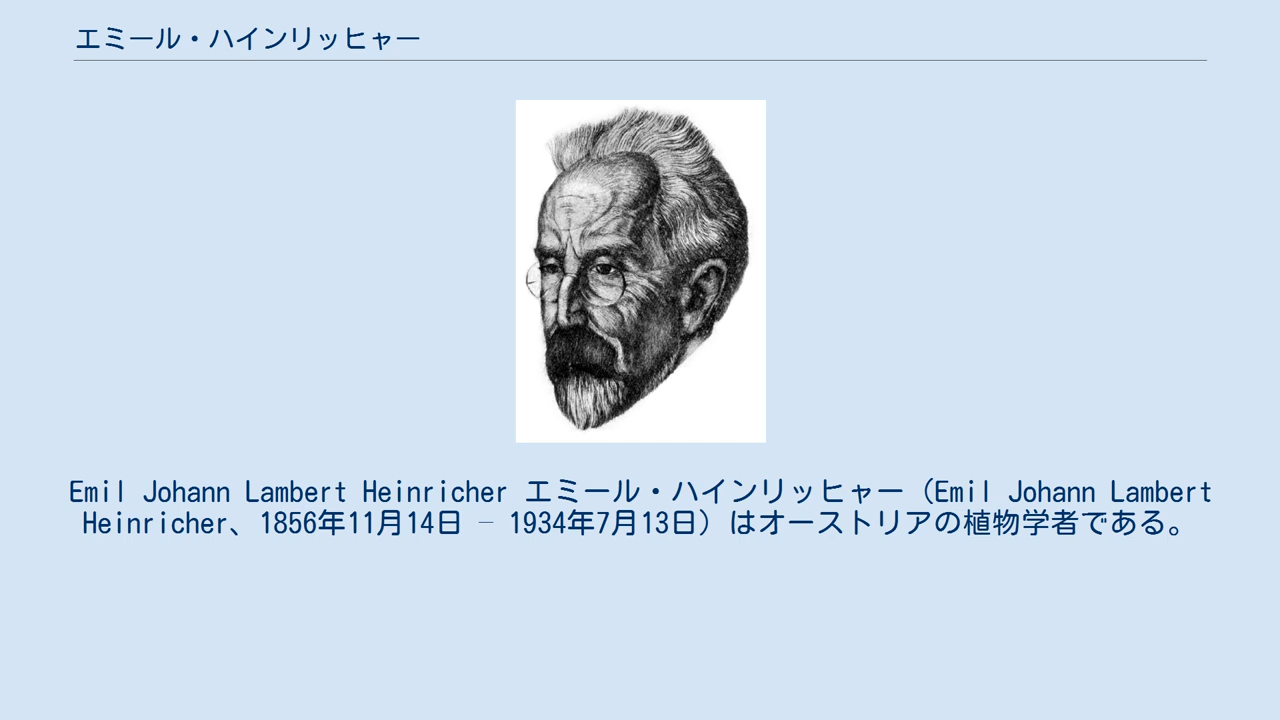 エミール・ハインリッヒャー
Emil Johann Lambert Heinricher エミール・ハインリッヒャー（Emil Johann Lambert
Heinricher、1856年11月14日 – 1934年7月13日）はオーストリアの植物学者である。